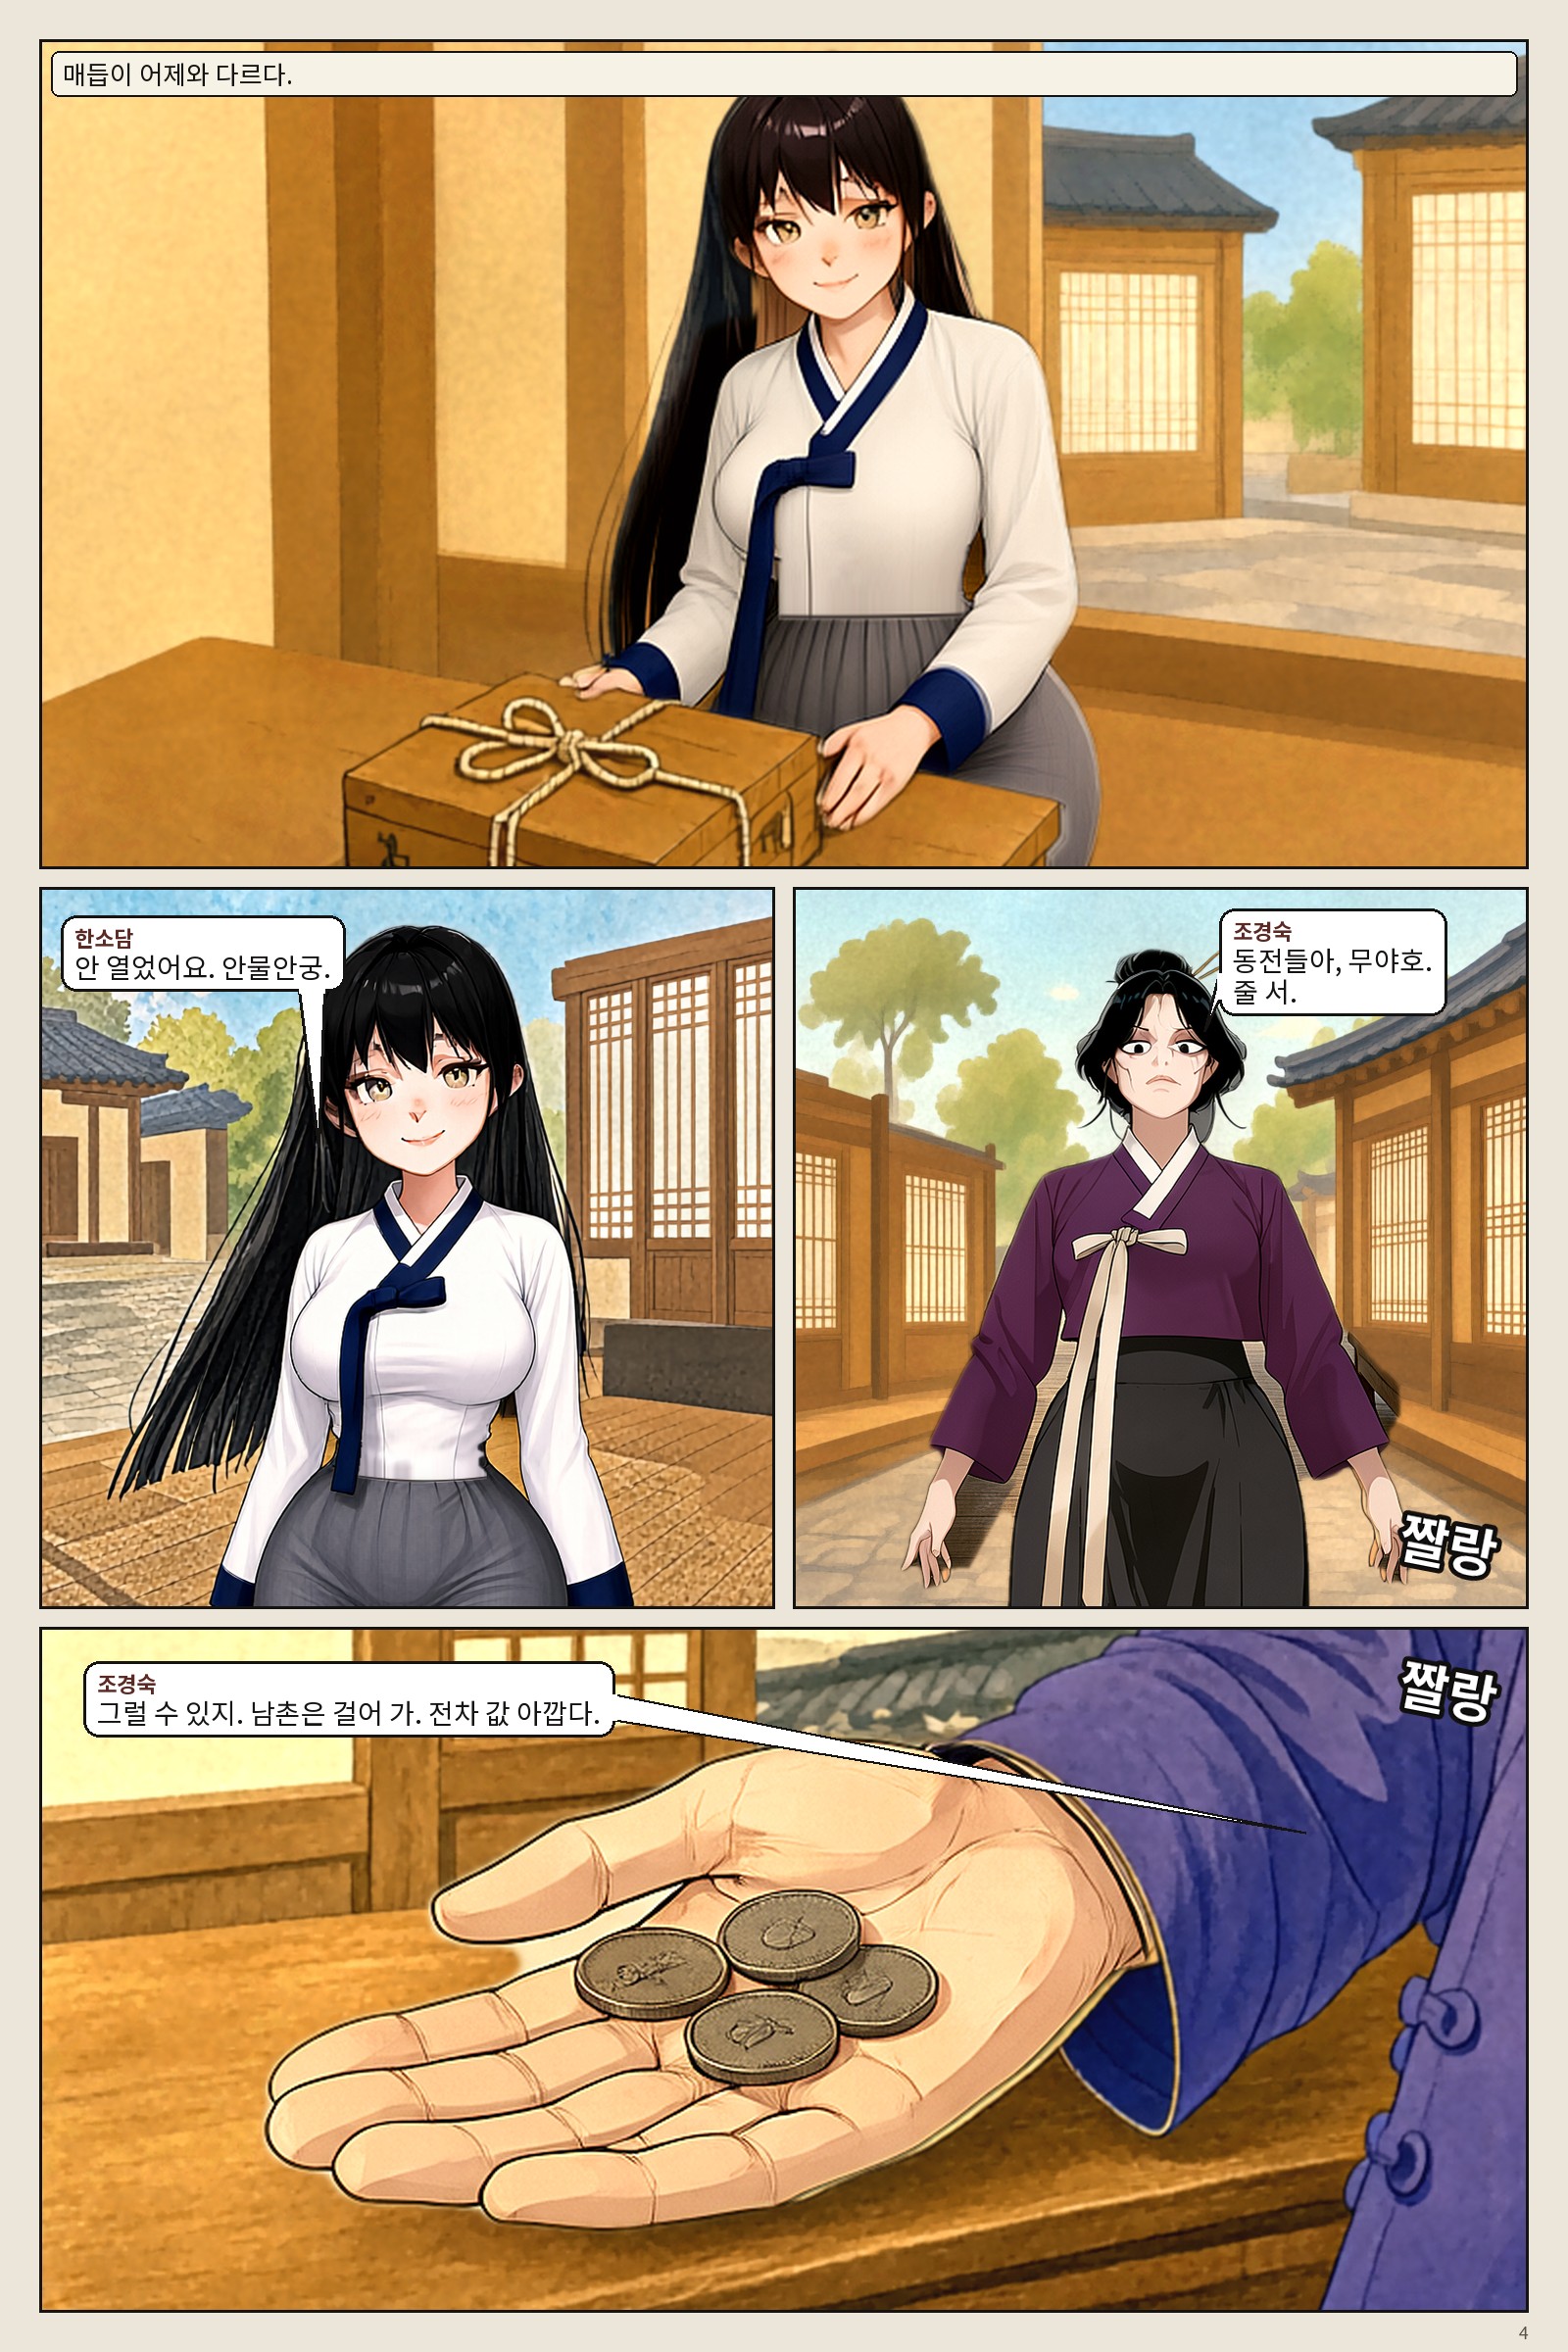 매듭이 어제와 다르다.
한소담
안 열었어요. 안물안궁.
조경숙
동전들아, 무야호.
줄 서.
짤랑
조경숙
그럴 수 있지. 남촌은 걸어 가. 전차 값 아깝다.
짤랑
4